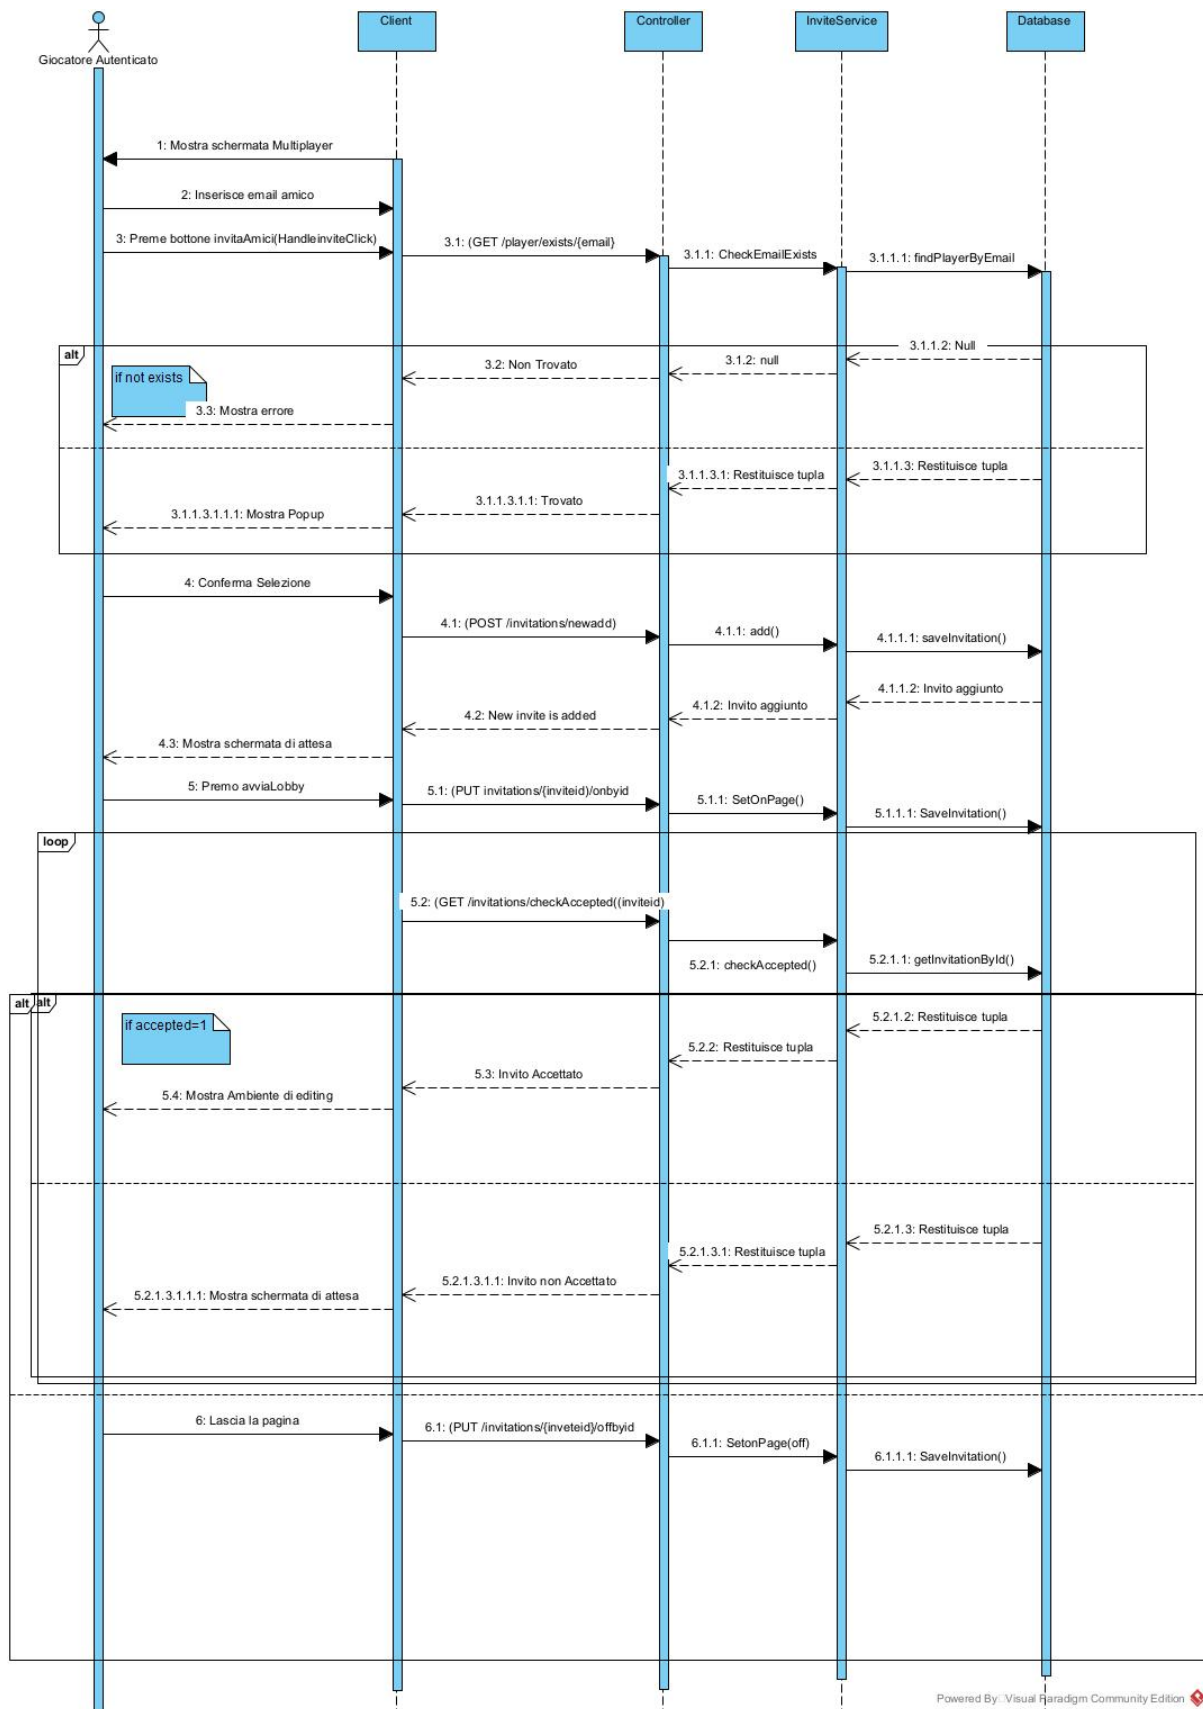 Client
Controller
InviteService
Database
Giocatore Autenticato
1: Mostra schermata Multiplayer
2: Inserisce email amico
3: Preme bottone invitaAmici(HandleinviteClick)
3.1: (GET /player/exists/{email}
3.1.1: CheckEmailExists
3.1.1.1: findPlayerByEmail
alt
3.1.1.2: Null
3.1.2: null
3.2: Non Trovato
if not exists
3.3: Mostra errore
3.1.1.3: Restituisce tupla
3.1.1.3.1: Restituisce tupla
3.1.1.3.1.1: Trovato
3.1.1.3.1.1.1: Mostra Popup
4: Conferma Selezione
4.1: (POST /invitations/newadd)
4.1.1: add()
4.1.1.1: saveInvitation()
4.1.1.2: Invito aggiunto
4.1.2: Invito aggiunto
4.2: New invite is added
4.3: Mostra schermata di attesa
5: Premo avviaLobby
5.1: (PUT invitations/{inviteid)/onbyid
5.1.1: SetOnPage()
5.1.1.1: SaveInvitation()
loop
5.2: (GET /invitations/checkAccepted((inviteid)
5.2.1: checkAccepted()
5.2.1.1: getInvitationById()
alt
alt
if accepted=1
5.2.1.2: Restituisce tupla
5.2.2: Restituisce tupla
5.3: Invito Accettato
5.4: Mostra Ambiente di editing
5.2.1.3: Restituisce tupla
5.2.1.3.1: Restituisce tupla
5.2.1.3.1.1: Invito non Accettato
5.2.1.3.1.1.1: Mostra schermata di attesa
6: Lascia la pagina
6.1: (PUT /invitations/{inveteid}/offbyid
6.1.1: SetonPage(off)
6.1.1.1: SaveInvitation()
Powered By Visual Paradigm Community Edition